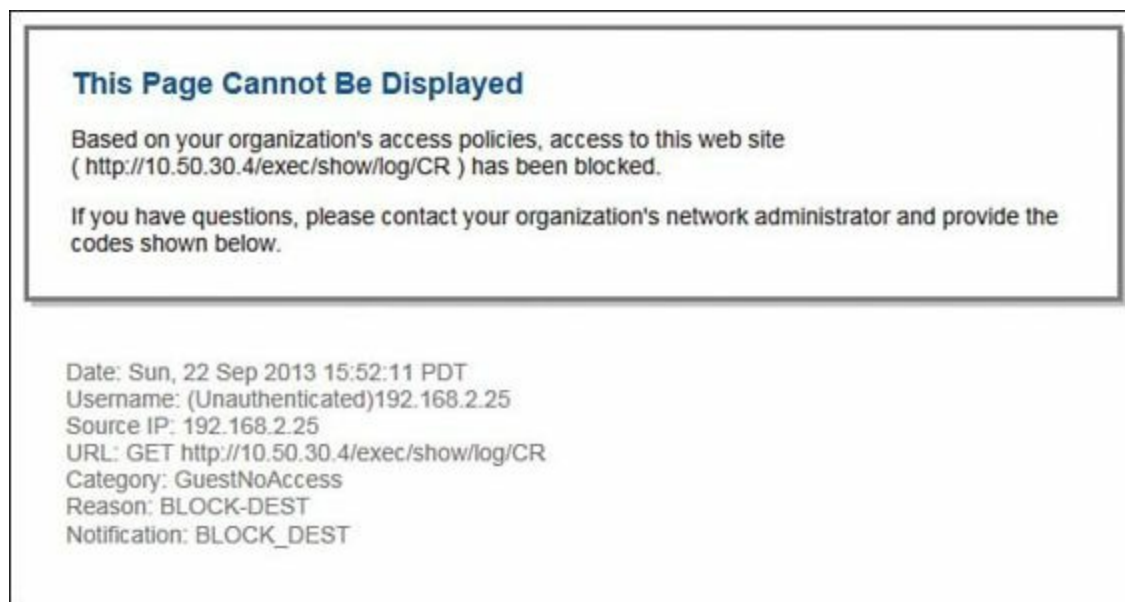 This Page Cannot Be Displayed
Based on your organization's access policies, access to this web site
( http://10.50.30.4/exec/show/log/CR ) has been blocked.
If you have questions, please contact your organization's network administrator and provide the
codes shown below.
Date: Sun, 22 Sep 2013 15:52:11 PDT
Username: (Unauthenticated)192.168.2.25
Source IP: 192.168.2.25
URL: GET http://10.50.30.4/exec/show/log/CR
Category: GuestNoAccess
Reason: BLOCK-DEST
Notification: BLOCK_DEST